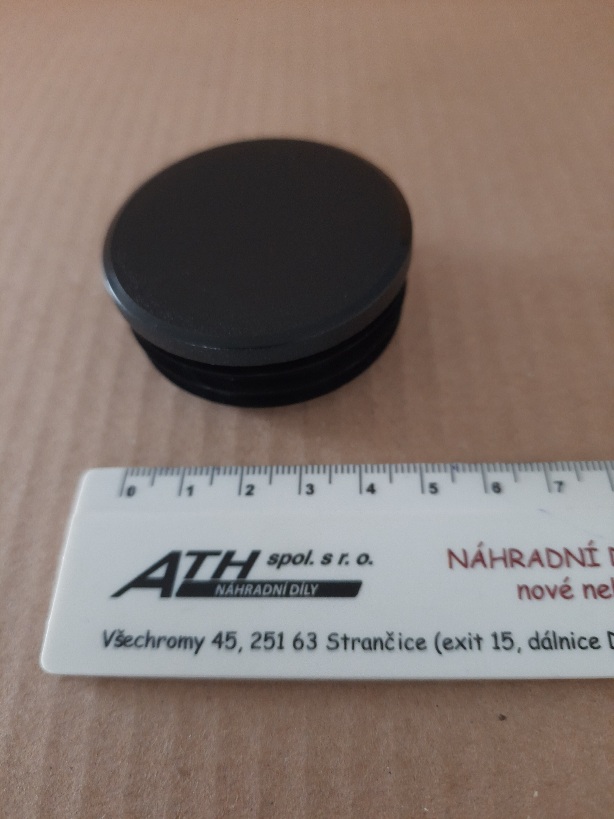 0 1 2 3 4 5 6 7
ATH spol. s r. o.
NÁHRADNÍ DÍLY
NÁHRADNÍ
nové
Všechromy 45, 251 63 Strančice (exit 15, dálnice